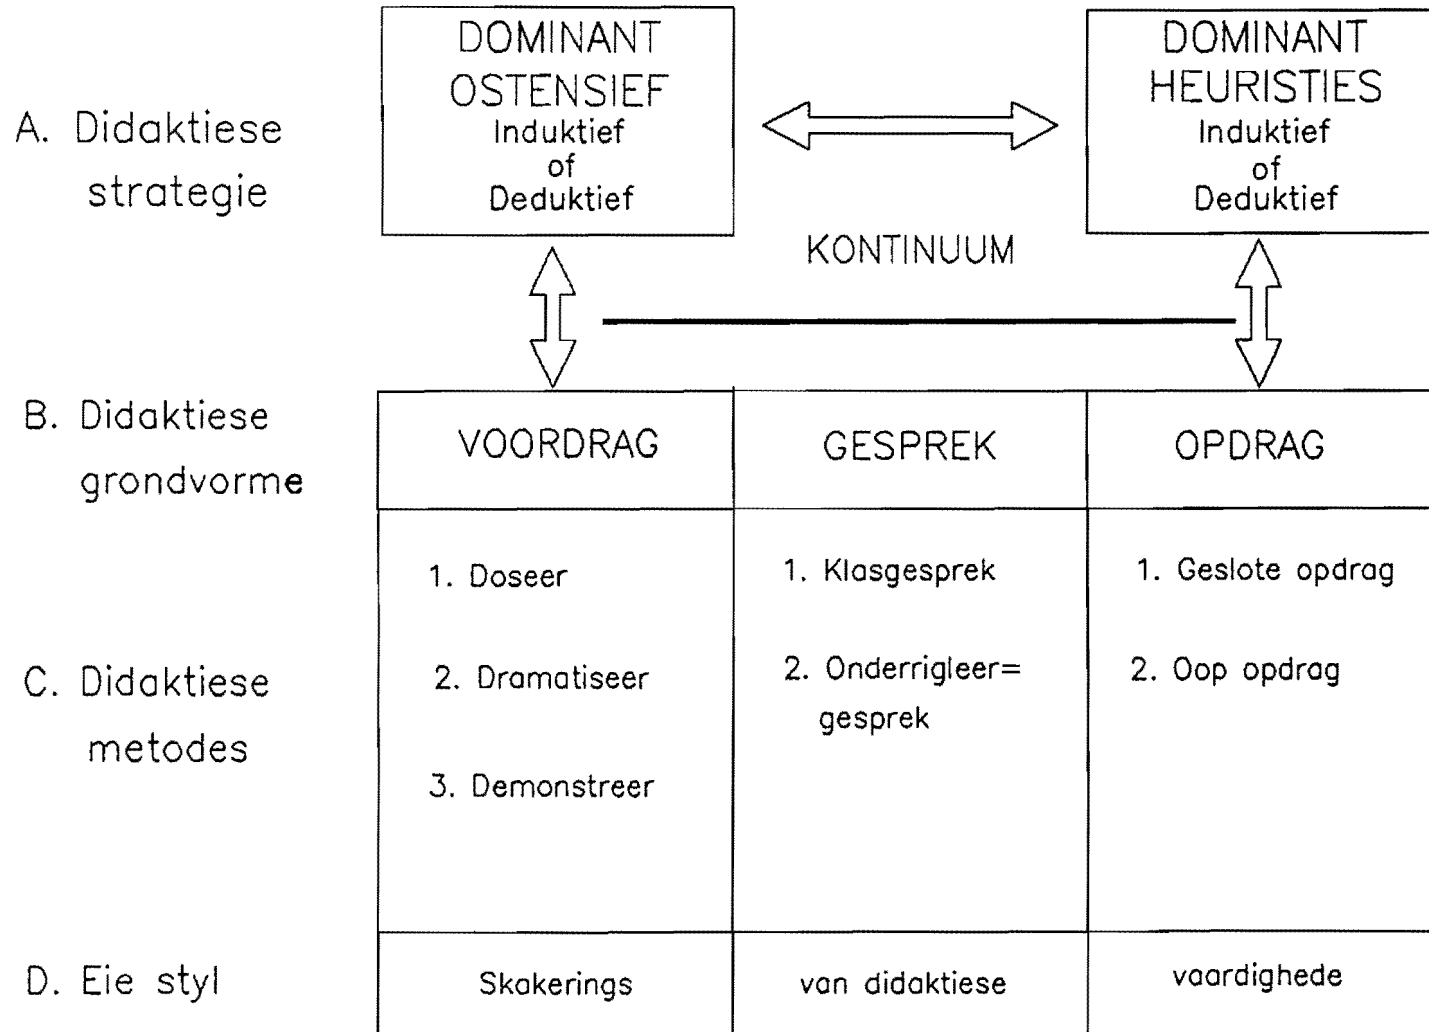 DOMINANT
OSTENSIEF
Induktief
of
Deduktief
DOMINANT
HEURISTIES
Induktief
of
Deduktief
A. Didaktiese
strategie
KONTINUUM
B. Didaktiese
grondvorme
VOORDRAG
GESPREK
OPDRAG
C. Didaktiese
metodes
1. Doseer
2. Dramatiseer
3. Demonstreer
1. Klasgesprek
2. Onderrigleer=
gesprek
1. Geslote opdrag
2. Oop opdrag
D. Eie styl
Skakerings
van didaktiese
vaardighede